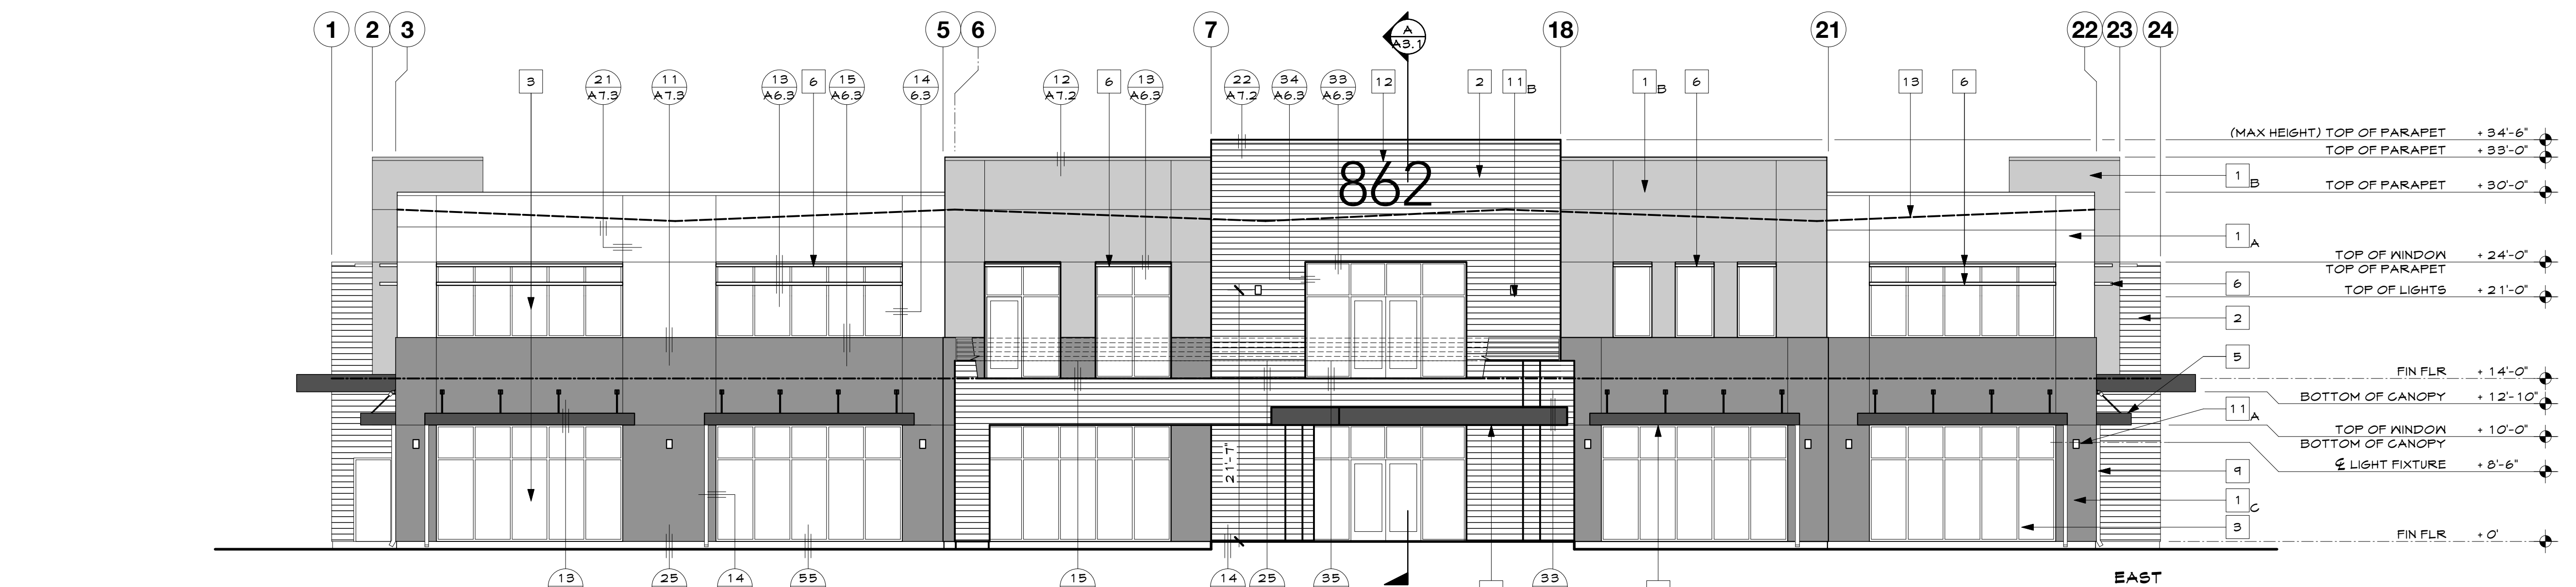 1 2 3 5 6 7 18 21 22 23 24
A
A3.1
3
21
A7.3
11
A7.3
13
A6.3
6
15
A6.3
14
6.3
12
A7.2
6
13
A6.3
22
A7.2
34
A6.3
33
A6.3
12
2
11 B
1 B
6
13
6
862
(MAX HEIGHT) TOP OF PARAPET + 34'-6"
TOP OF PARAPET + 33'-0"
1 B
TOP OF PARAPET + 30'-0"
1 A
TOP OF WINDOW + 24'-0"
TOP OF PARAPET
6
TOP OF LIGHTS + 21'-0"
2
5
FIN FLR + 14'-0"
BOTTOM OF CANOPY + 12'-10"
11 A
TOP OF WINDOW + 10'-0"
BOTTOM OF CANOPY
℄ LIGHT FIXTURE + 8'-6"
9
1 C
3
FIN FLR + 0'
21'-7"
13 25 14 55 15 14 25 35 33
EAST